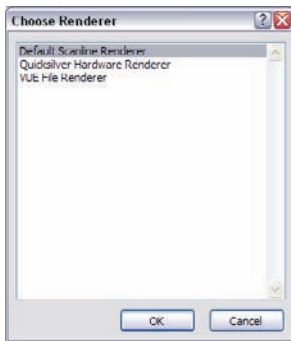 Choose Renderer
Default Scanline Renderer
Quicksilver Hardware Renderer
VUE File Renderer
OK
Cancel